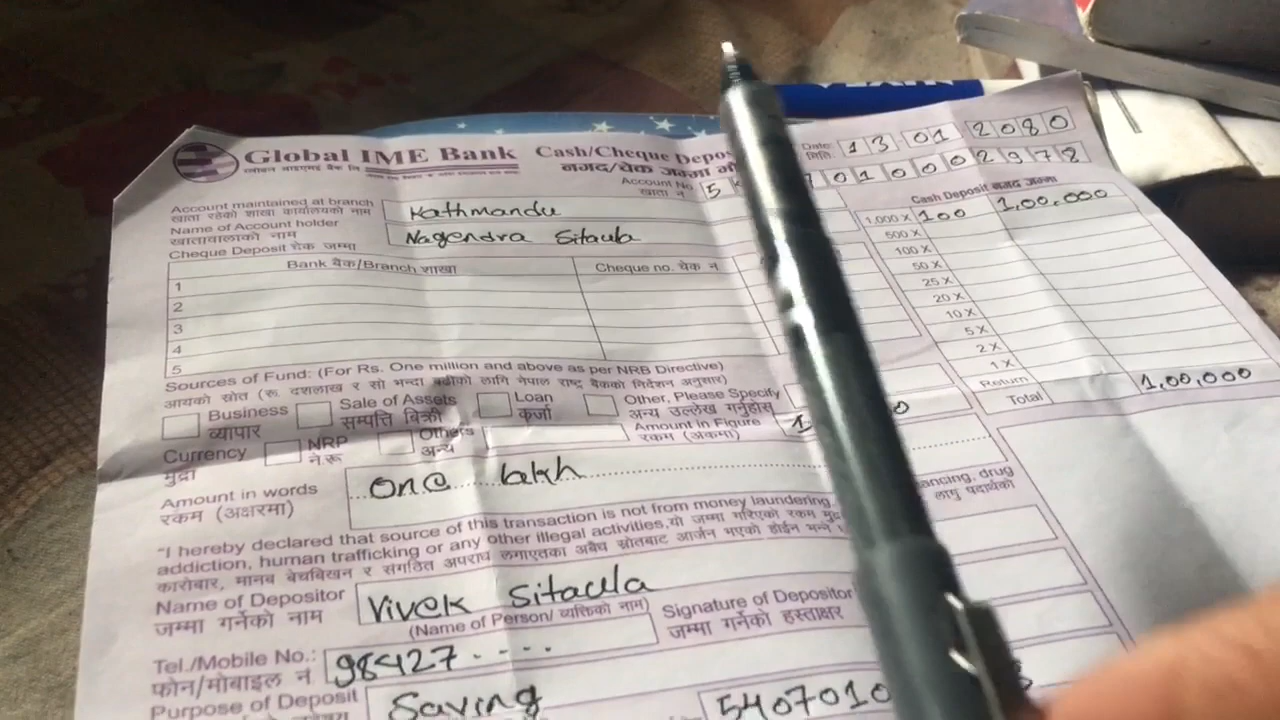 Global IME Bank Cash/Cheque Depos
नगद/चेक जम्मा
Date: 13 01 2080
मिति:
Account No. 5 0 1 0 0 0 2 9 7 8
खाता नं
Account maintained at branch Kathmandu
खाता रहेको शाखा कार्यालयको नाम
Name of Account holder Nagendra Sitaula
खातावालाको नाम
Cheque Deposit चेक जम्मा
Bank बैंक/Branch शाखा Cheque no. चेक नं
1
2
3
4
5
Cash Deposit नगद जम्मा
1,000 X 100 1,00,000
500 X
100 X
50 X
25 X
20 X
10 X
5 X
2 X
1 X
Return
Total 1,00,000
Sources of Fund: (For Rs. One million and above as per NRB Directive)
आयको स्रोत (रू. दशलाख र सो भन्दा बढीको लागि नेपाल राष्ट्र बैंकको निर्देशन अनुसार)
Business Sale of Assets Loan Other, Please Specify
व्यापार सम्पत्ति बिक्री कर्जा अन्य उल्लेख गर्नुहोस्
Currency NRP Others Amount in Figure 1 0
मुद्रा ने.रू अन्य रकम (अंकमा)
Amount in words One lakh
रकम (अक्षरमा)
"I hereby declared that source of this transaction is not from money laundering, ancing, drug
addiction, human trafficking or any other illegal activities,यो जम्मा गरिएको रकम मुद्रा लागु पदार्थको
कारोबार, मानव बेचबिखन र संगठित अपराध लगाएतका अबैध स्रोतबाट आर्जन भएको होईन भन्ने
Name of Depositor Vivek Sitaula
जम्मा गर्नेको नाम (Name of Person/ व्यक्तिको नाम)
Signature of Depositor
जम्मा गर्नेको हस्ताक्षर
Tel./Mobile No.: 98427....
फोन/मोबाइल नं
Purpose of Deposit Saving 5407010